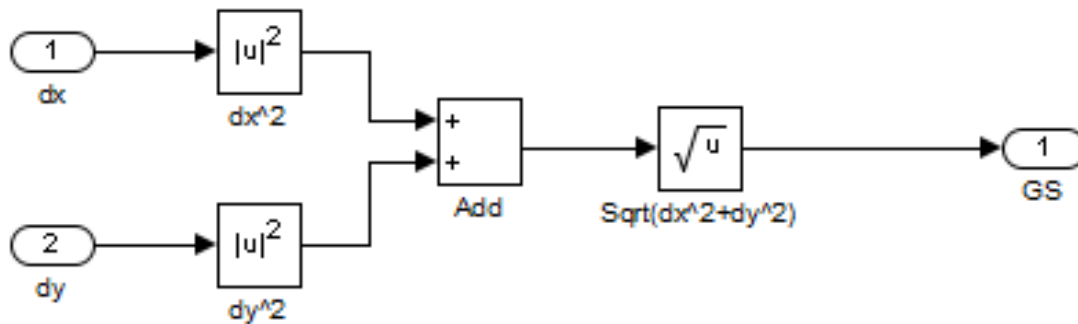 1
dx
|u|^2
dx^2
+
+
Add
√u
Sqrt(dx^2+dy^2)
1
GS
2
dy
|u|^2
dy^2